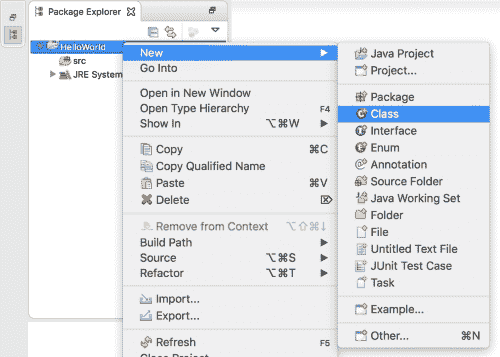 Package Explorer
HelloWorld
src
JRE System
New
Go Into
Open in New Window
Open Type Hierarchy F4
Show In ⌥⌘W
Copy ⌘C
Copy Qualified Name
Paste ⌘V
Delete ⌦
Remove from Context ⌥⇧⌘↓
Build Path
Source ⌥⌘S
Refactor ⌥⌘T
Import...
Export...
Refresh F5
Close Project
Java Project
Project...
Package
Class
Interface
Enum
Annotation
Source Folder
Java Working Set
Folder
File
Untitled Text File
JUnit Test Case
Task
Example...
Other... ⌘N